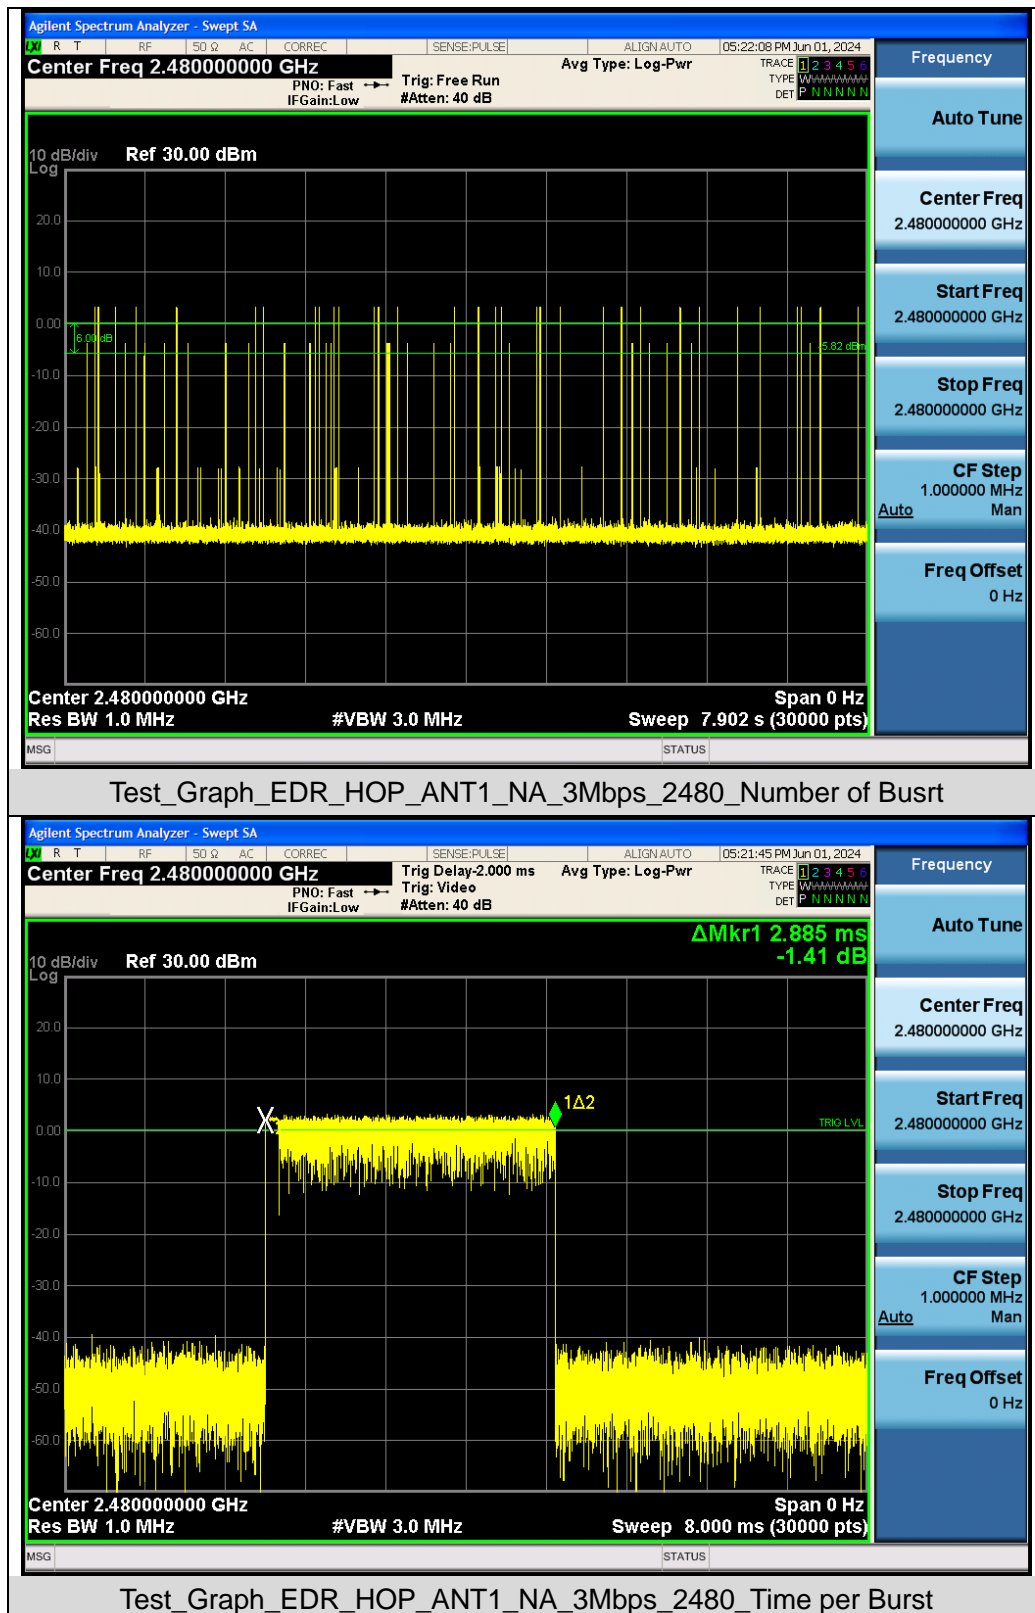 Agilent Spectrum Analyzer - Swept SA
LXI R T RF 50 Ω AC CORREC SENSE:PULSE ALIGN AUTO 05:22:08 PM Jun 01, 2024
Center Freq 2.480000000 GHz
PNO: Fast
IFGain:Low
Trig: Free Run
#Atten: 40 dB
Avg Type: Log-Pwr
TRACE 1 2 3 4 5 6
TYPE W
DET P N N N N N
10 dB/div Ref 30.00 dBm
Log
20.0
10.0
0.00
6.00 dB
-5.82 dBm
-10.0
-20.0
-30.0
-40.0
-50.0
-60.0
Center 2.480000000 GHz Span 0 Hz
Res BW 1.0 MHz #VBW 3.0 MHz Sweep 7.902 s (30000 pts)
MSG STATUS
Frequency
Auto Tune
Center Freq
2.480000000 GHz
Start Freq
2.480000000 GHz
Stop Freq
2.480000000 GHz
CF Step
1.000000 MHz
Auto Man
Freq Offset
0 Hz
Test_Graph_EDR_HOP_ANT1_NA_3Mbps_2480_Number of Busrt
Agilent Spectrum Analyzer - Swept SA
LXI R T RF 50 Ω AC CORREC SENSE:PULSE ALIGN AUTO 05:21:45 PM Jun 01, 2024
Center Freq 2.480000000 GHz
PNO: Fast
IFGain:Low
Trig Delay-2.000 ms
Trig: Video
#Atten: 40 dB
Avg Type: Log-Pwr
TRACE 1 2 3 4 5 6
TYPE W
DET P N N N N N
ΔMkr1 2.885 ms
-1.41 dB
10 dB/div Ref 30.00 dBm
Log
20.0
10.0
1Δ2
X
TRIG LVL
0.00
-10.0
-20.0
-30.0
-40.0
-50.0
-60.0
Center 2.480000000 GHz Span 0 Hz
Res BW 1.0 MHz #VBW 3.0 MHz Sweep 8.000 ms (30000 pts)
MSG STATUS
Frequency
Auto Tune
Center Freq
2.480000000 GHz
Start Freq
2.480000000 GHz
Stop Freq
2.480000000 GHz
CF Step
1.000000 MHz
Auto Man
Freq Offset
0 Hz
Test_Graph_EDR_HOP_ANT1_NA_3Mbps_2480_Time per Burst